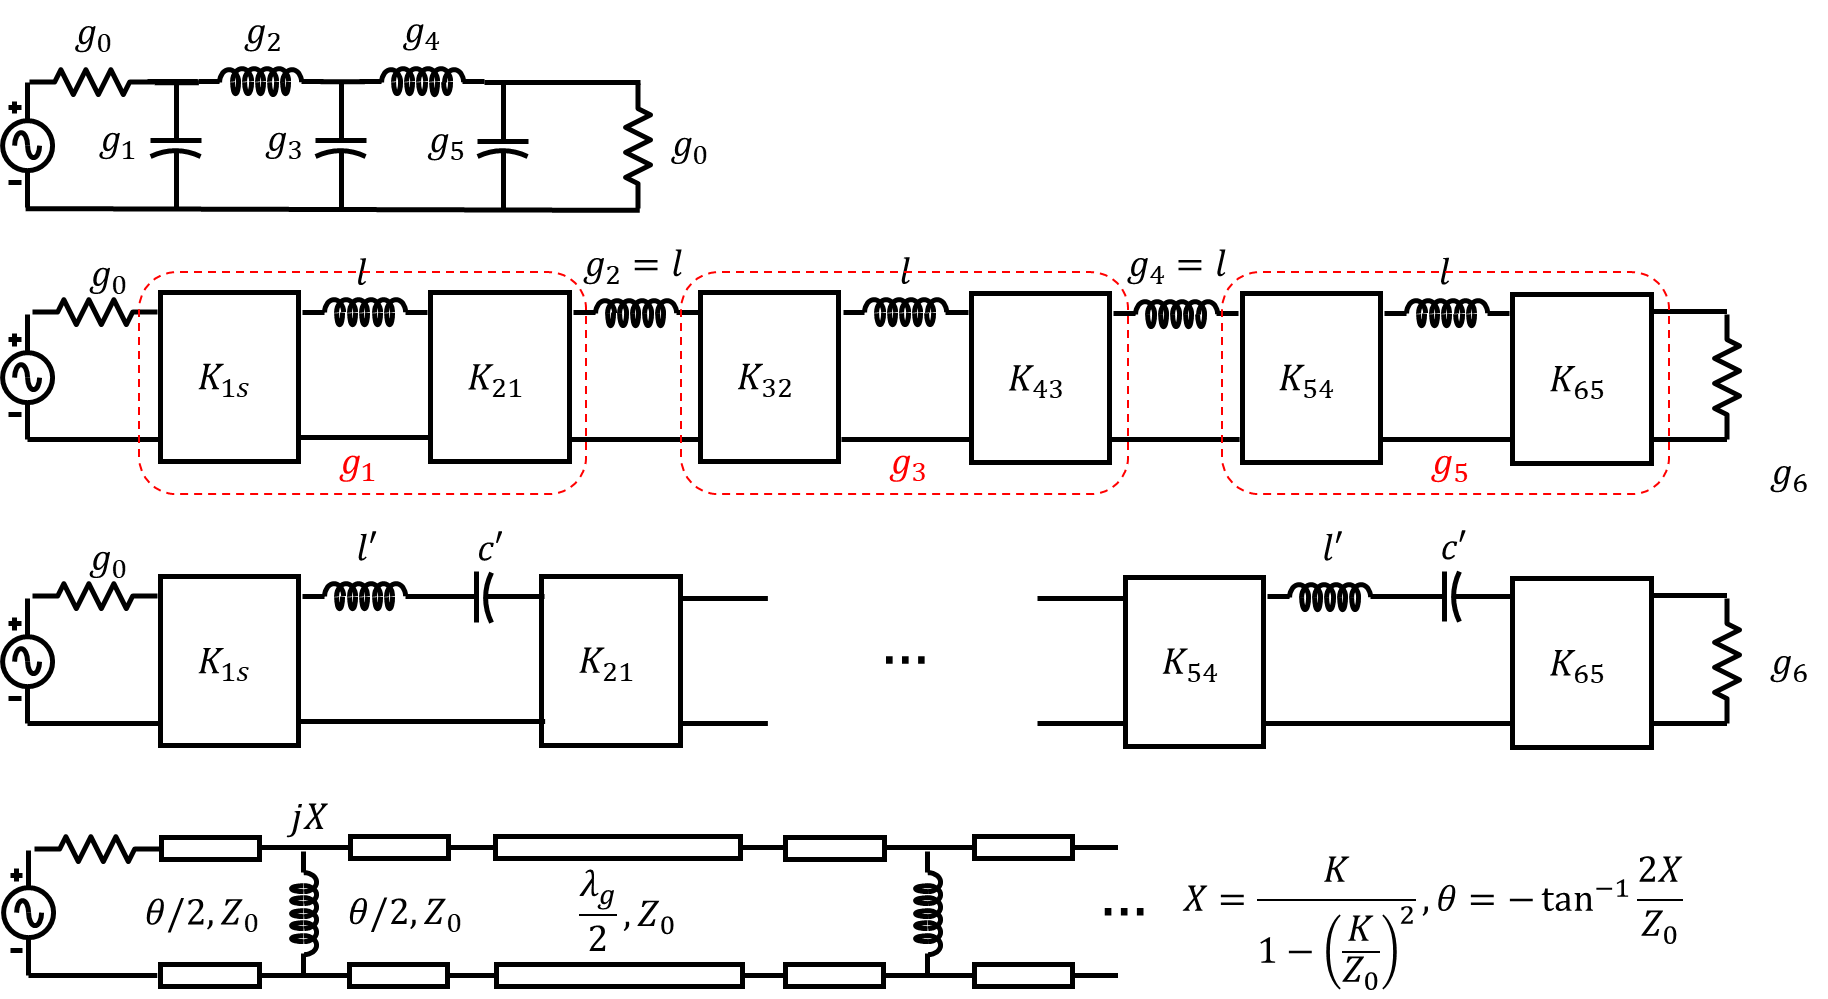 g₀ g₂ g₄
+
g₁ g₃ g₅ g₀
−
g₀ l g₂ = l l g₄ = l l
+
K₁ₛ K₂₁ K₃₂ K₄₃ K₅₄ K₆₅
−
g₁ g₃ g₅ g₆
g₀ l′ c′ l′ c′
+
K₁ₛ K₂₁ ⋯ K₅₄ K₆₅ g₆
−
jX
+
θ/2, Z₀ θ/2, Z₀ λ_g/2, Z₀ ⋯ X = K/(1 − (K/Z₀)²), θ = − tan⁻¹ 2X/Z₀
−